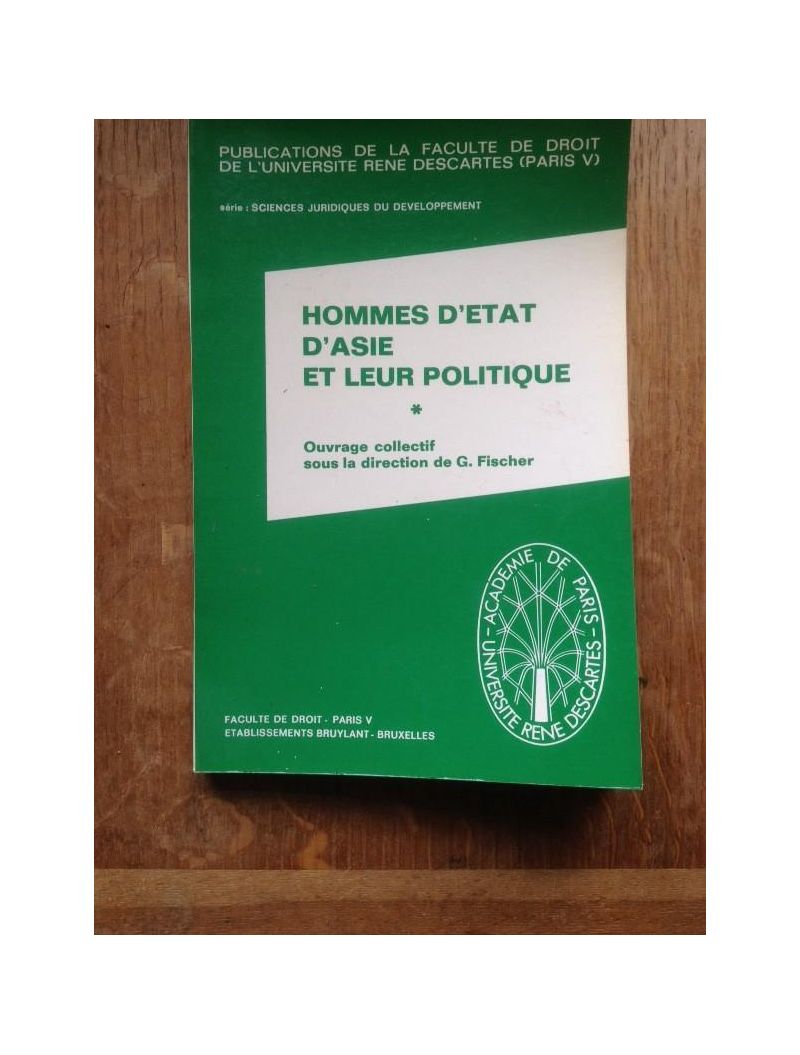 PUBLICATIONS DE LA FACULTE DE DROIT
DE L'UNIVERSITE RENE DESCARTES (PARIS V)
série : SCIENCES JURIDIQUES DU DEVELOPPEMENT
HOMMES D'ETAT
D'ASIE
ET LEUR POLITIQUE
*
Ouvrage collectif
sous la direction de G. Fischer
- ACADEMIE DE PARIS -
UNIVERSITE RENE DESCARTES
FACULTE DE DROIT - PARIS V
ETABLISSEMENTS BRUYLANT - BRUXELLES